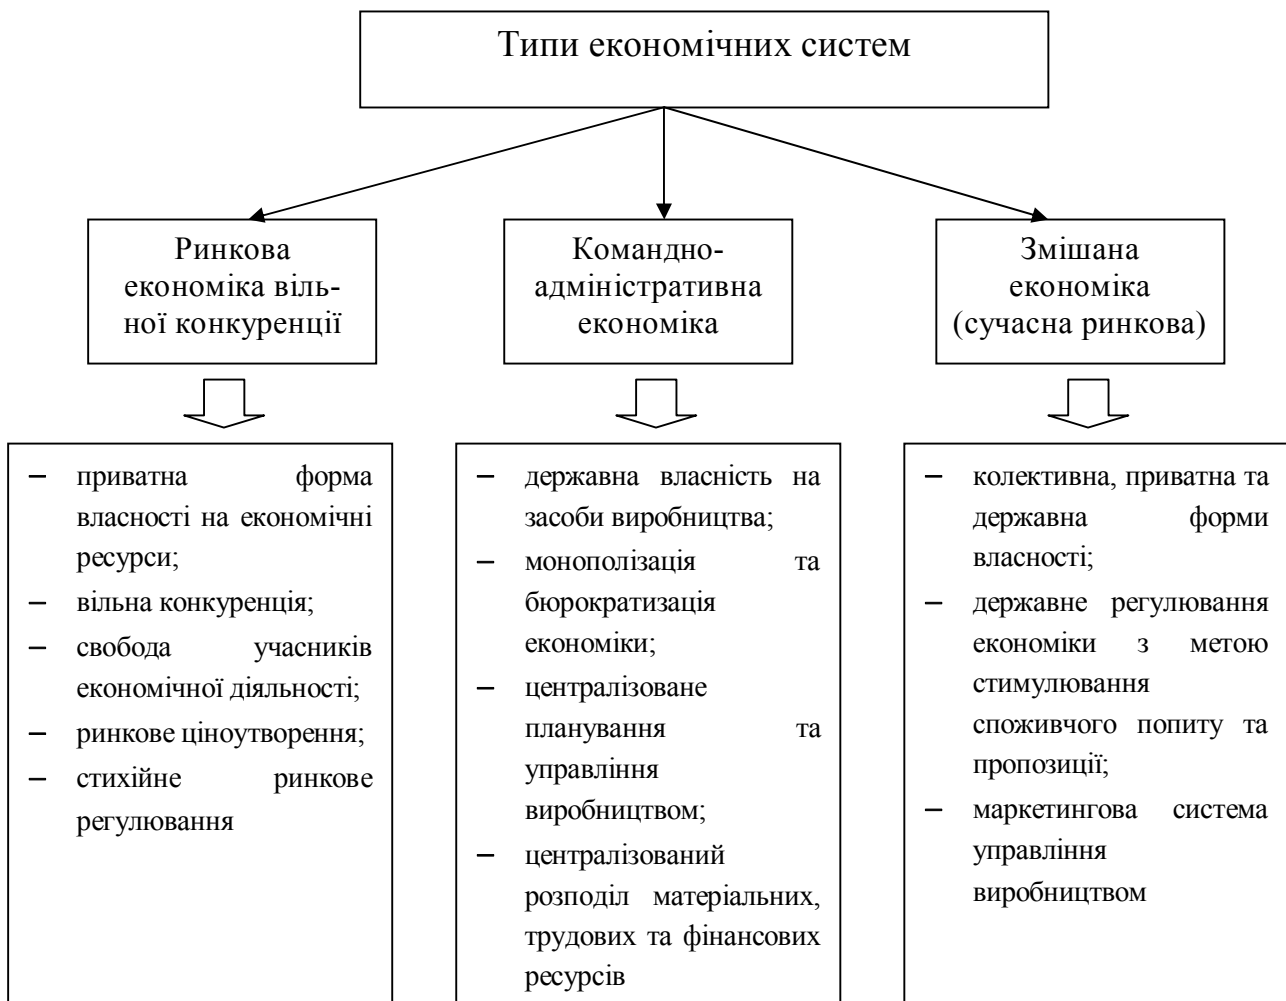 Типи економічних систем
Ринкова
економіка віль-
ної конкуренції
Командно-
адміністративна
економіка
Змішана
економіка
(сучасна ринкова)
– приватна форма
власності на економічні
ресурси;
– вільна конкуренція;
– свобода учасників
економічної діяльності;
– ринкове ціноутворення;
– стихійне ринкове
регулювання
– державна власність на
засоби виробництва;
– монополізація та
бюрократизація
економіки;
– централізоване
планування та
управління
виробництвом;
– централізований
розподіл матеріальних,
трудових та фінансових
ресурсів
– колективна, приватна та
державна форми
власності;
– державне регулювання
економіки з метою
стимулювання
споживчого попиту та
пропозиції;
– маркетингова система
управління
виробництвом